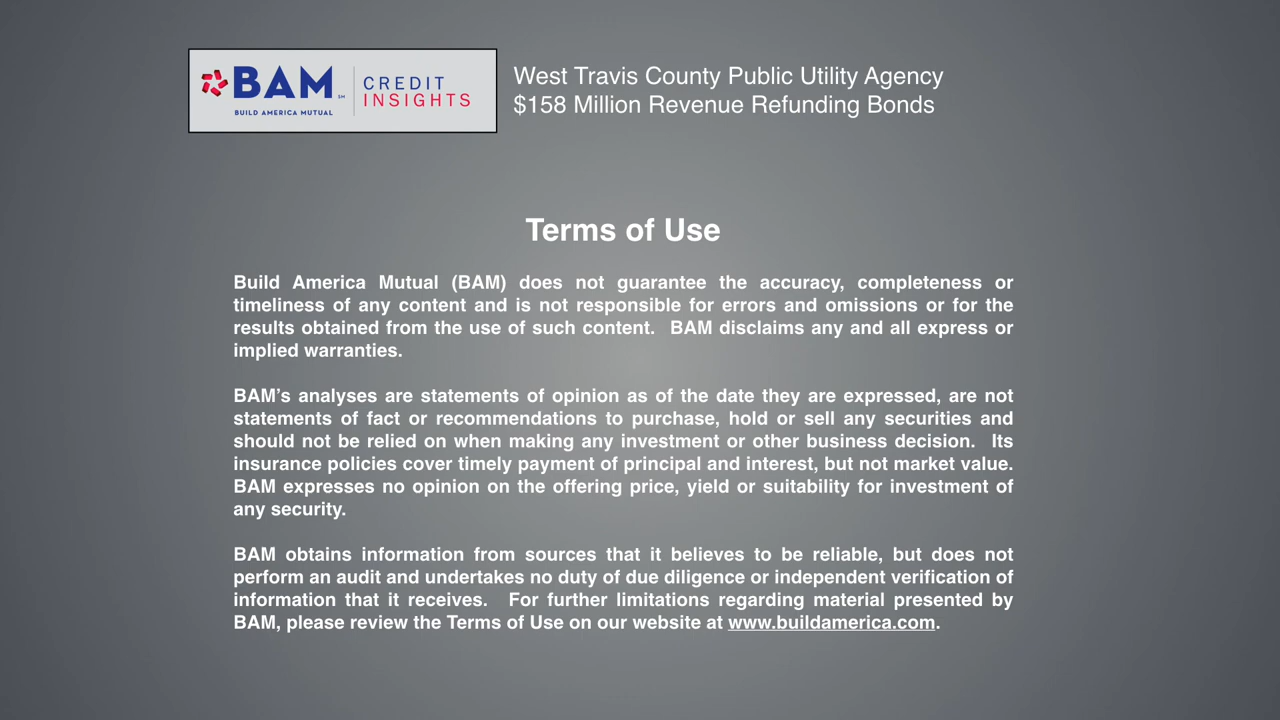 BAM SM
BUILD AMERICA MUTUAL
CREDIT
INSIGHTS
West Travis County Public Utility Agency
$158 Million Revenue Refunding Bonds
Terms of Use
Build America Mutual (BAM) does not guarantee the accuracy, completeness or
timeliness of any content and is not responsible for errors and omissions or for the
results obtained from the use of such content.  BAM disclaims any and all express or
implied warranties.
BAM’s analyses are statements of opinion as of the date they are expressed, are not
statements of fact or recommendations to purchase, hold or sell any securities and
should not be relied on when making any investment or other business decision.  Its
insurance policies cover timely payment of principal and interest, but not market value.
BAM expresses no opinion on the offering price, yield or suitability for investment of
any security.
BAM obtains information from sources that it believes to be reliable, but does not
perform an audit and undertakes no duty of due diligence or independent verification of
information that it receives.  For further limitations regarding material presented by
BAM, please review the Terms of Use on our website at www.buildamerica.com.